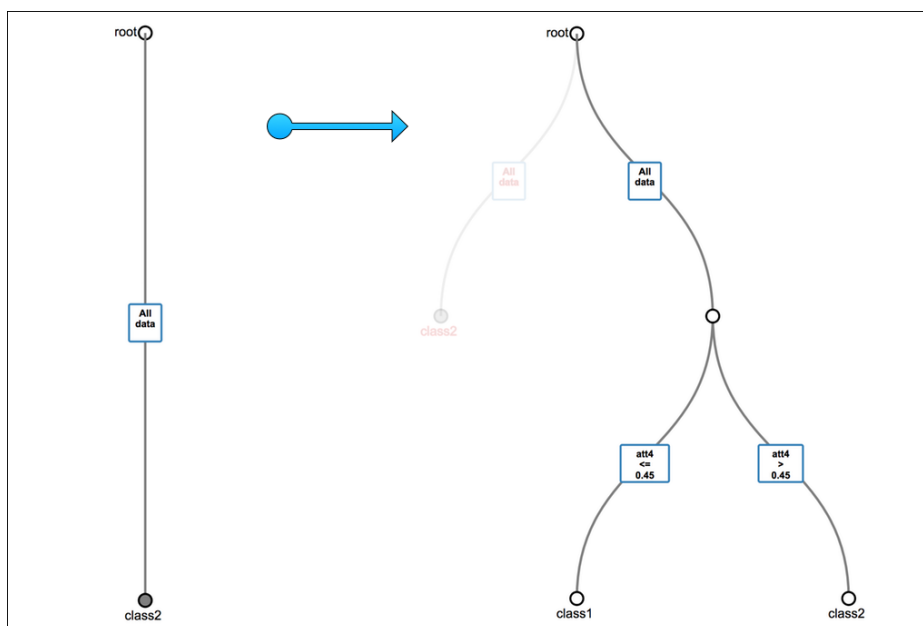 root
All
data
class2
root
All
data
All
data
class2
att4
<=
0.45
att4
>
0.45
class1
class2